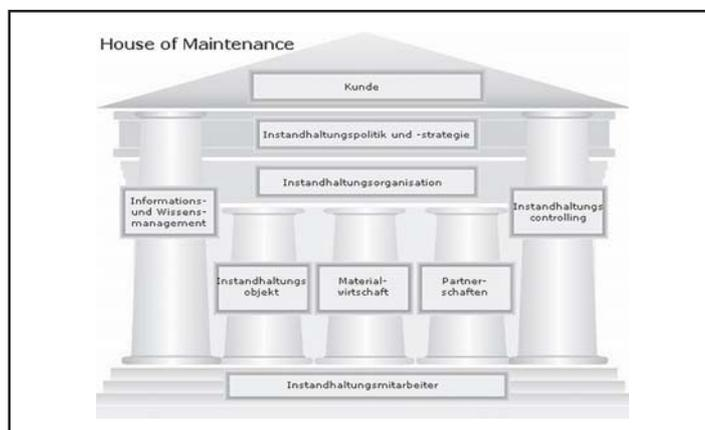 House of Maintenance
Kunde
Instandhaltungspolitik und -strategie
Instandhaltungsorganisation
Informations-
und Wissens-
management
Instandhaltungs
controlling
Instandhaltungs
objekt
Material-
wirtschaft
Partner-
schaften
Instandhaltungsmitarbeiter